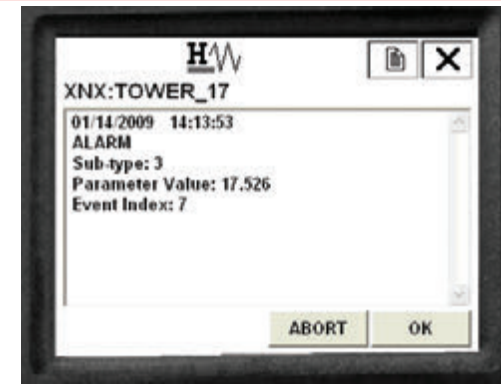 H
XNX:TOWER_17
01/14/2009 14:13:53
ALARM
Sub-type: 3
Parameter Value: 17.526
Event Index: 7
ABORT OK